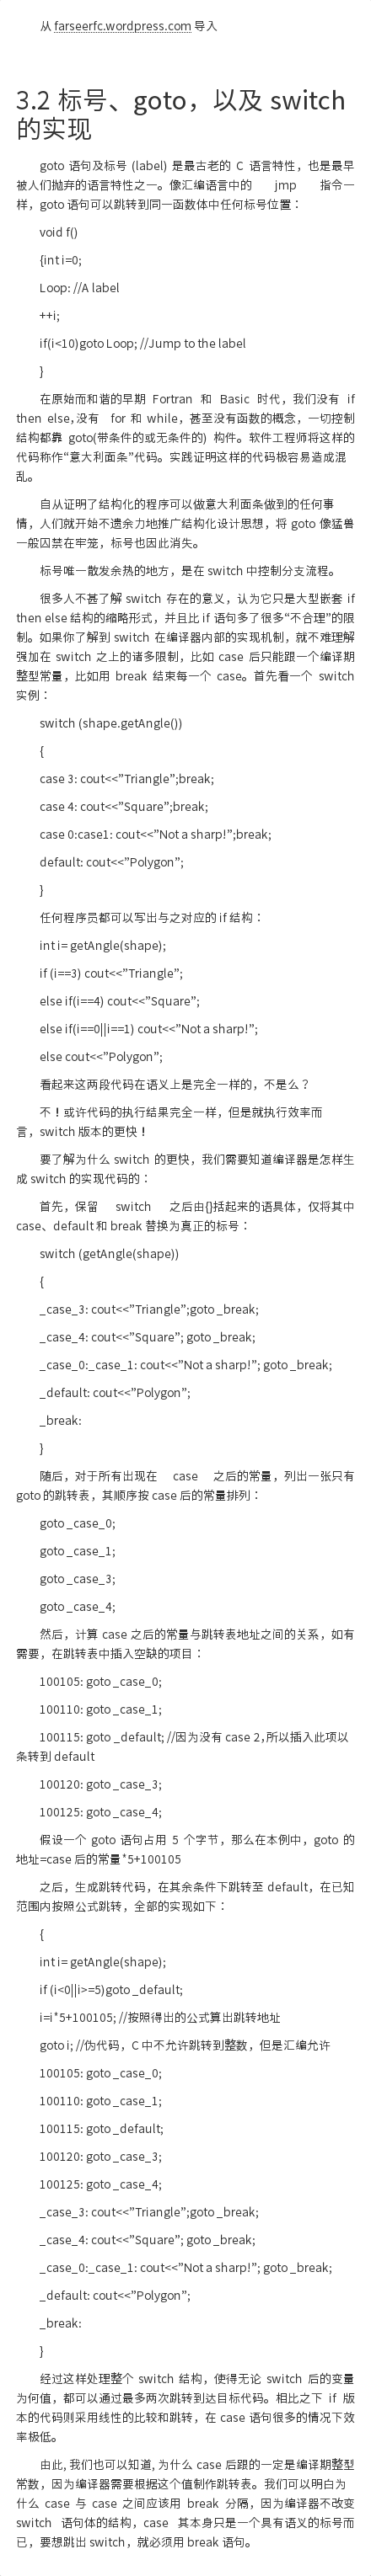 从 farseerfc.wordpress.com 导入
3.2 标号、goto，以及 switch
的实现
goto 语句及标号 (label) 是最古老的 C 语言特性，也是最早
被人们抛弃的语言特性之一。像汇编语言中的 jmp 指令一
样，goto 语句可以跳转到同一函数体中任何标号位置：
void f()
{int i=0;
Loop: //A label
++i;
if(i<10)goto Loop; //Jump to the label
}
在原始而和谐的早期 Fortran 和 Basic 时代，我们没有 if
then else,没有 for 和 while，甚至没有函数的概念，一切控制
结构都靠 goto(带条件的或无条件的) 构件。软件工程师将这样的
代码称作“意大利面条”代码。实践证明这样的代码极容易造成混
乱。
自从证明了结构化的程序可以做意大利面条做到的任何事
情，人们就开始不遗余力地推广结构化设计思想，将 goto 像猛兽
一般囚禁在牢笼，标号也因此消失。
标号唯一散发余热的地方，是在 switch 中控制分支流程。
很多人不甚了解 switch 存在的意义，认为它只是大型嵌套 if
then else 结构的缩略形式，并且比 if 语句多了很多“不合理”的限
制。如果你了解到 switch 在编译器内部的实现机制，就不难理解
强加在 switch 之上的诸多限制，比如 case 后只能跟一个编译期
整型常量，比如用 break 结束每一个 case。首先看一个 switch
实例：
switch (shape.getAngle())
{
case 3: cout<<”Triangle”;break;
case 4: cout<<”Square”;break;
case 0:case1: cout<<”Not a sharp!”;break;
default: cout<<”Polygon”;
}
任何程序员都可以写出与之对应的 if 结构：
int i= getAngle(shape);
if (i==3) cout<<”Triangle”;
else if(i==4) cout<<”Square”;
else if(i==0||i==1) cout<<”Not a sharp!”;
else cout<<”Polygon”;
看起来这两段代码在语义上是完全一样的，不是么？
不！或许代码的执行结果完全一样，但是就执行效率而
言，switch 版本的更快！
要了解为什么 switch 的更快，我们需要知道编译器是怎样生
成 switch 的实现代码的：
首先，保留 switch 之后由{}括起来的语具体，仅将其中
case、default 和 break 替换为真正的标号：
switch (getAngle(shape))
{
_case_3: cout<<”Triangle”;goto _break;
_case_4: cout<<”Square”; goto _break;
_case_0:_case_1: cout<<”Not a sharp!”; goto _break;
_default: cout<<”Polygon”;
_break:
}
随后，对于所有出现在 case 之后的常量，列出一张只有
goto 的跳转表，其顺序按 case 后的常量排列：
goto _case_0;
goto _case_1;
goto _case_3;
goto _case_4;
然后，计算 case 之后的常量与跳转表地址之间的关系，如有
需要，在跳转表中插入空缺的项目：
100105: goto _case_0;
100110: goto _case_1;
100115: goto _default; //因为没有 case 2,所以插入此项以
条转到 default
100120: goto _case_3;
100125: goto _case_4;
假设一个 goto 语句占用 5 个字节，那么在本例中，goto 的
地址=case 后的常量*5+100105
之后，生成跳转代码，在其余条件下跳转至 default，在已知
范围内按照公式跳转，全部的实现如下：
{
int i= getAngle(shape);
if (i<0||i>=5)goto _default;
i=i*5+100105; //按照得出的公式算出跳转地址
goto i; //伪代码，C 中不允许跳转到整数，但是汇编允许
100105: goto _case_0;
100110: goto _case_1;
100115: goto _default;
100120: goto _case_3;
100125: goto _case_4;
_case_3: cout<<”Triangle”;goto _break;
_case_4: cout<<”Square”; goto _break;
_case_0:_case_1: cout<<”Not a sharp!”; goto _break;
_default: cout<<”Polygon”;
_break:
}
经过这样处理整个 switch 结构，使得无论 switch 后的变量
为何值，都可以通过最多两次跳转到达目标代码。相比之下 if 版
本的代码则采用线性的比较和跳转，在 case 语句很多的情况下效
率极低。
由此, 我们也可以知道, 为什么 case 后跟的一定是编译期整型
常数，因为编译器需要根据这个值制作跳转表。我们可以明白为
什么 case 与 case 之间应该用 break 分隔，因为编译器不改变
switch 语句体的结构，case 其本身只是一个具有语义的标号而
已，要想跳出 switch，就必须用 break 语句。